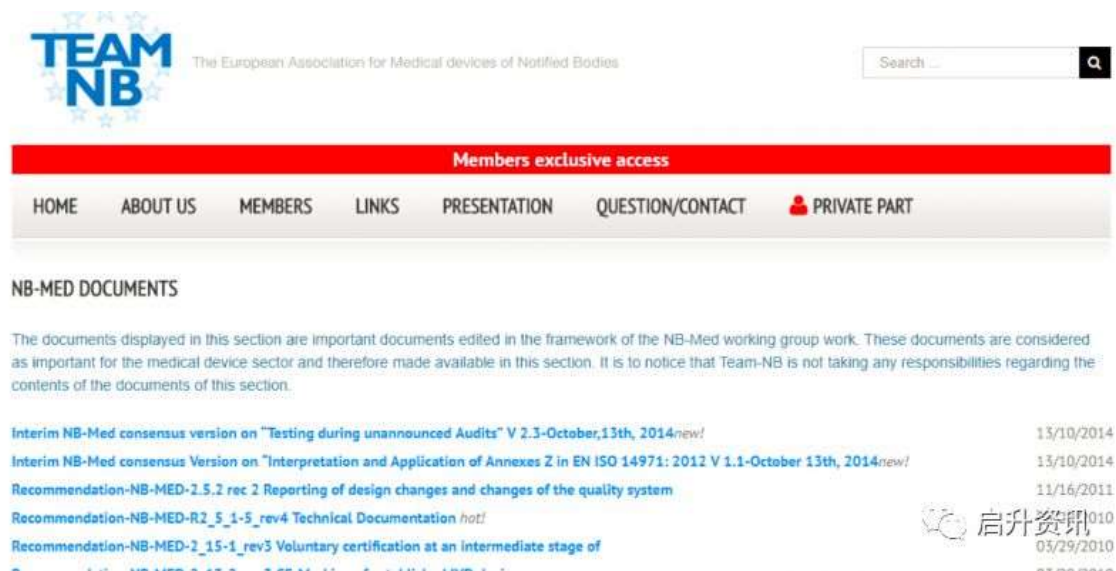 TEAM
NB
The European Association for Medical devices of Notified Bodies
Search ...
Members exclusive access
HOME ABOUT US MEMBERS LINKS PRESENTATION QUESTION/CONTACT PRIVATE PART
NB-MED DOCUMENTS
The documents displayed in this section are important documents edited in the framework of the NB-Med working group work. These documents are considered
as important for the medical device sector and therefore made available in this section. It is to notice that Team-NB is not taking any responsibilities regarding the
contents of the documents of this section.
Interim NB-Med consensus version on "Testing during unannounced Audits" V 2.3-October,13th, 2014new! 13/10/2014
Interim NB-Med consensus Version on "Interpretation and Application of Annexes Z in EN ISO 14971: 2012 V 1.1-October 13th, 2014new! 13/10/2014
Recommendation-NB-MED-2.5.2 rec 2 Reporting of design changes and changes of the quality system 11/16/2011
Recommendation-NB-MED-R2_5_1-5_rev4 Technical Documentation hot!
启升资讯
Recommendation-NB-MED-2_15-1_rev3 Voluntary certification at an intermediate stage of 03/29/2010